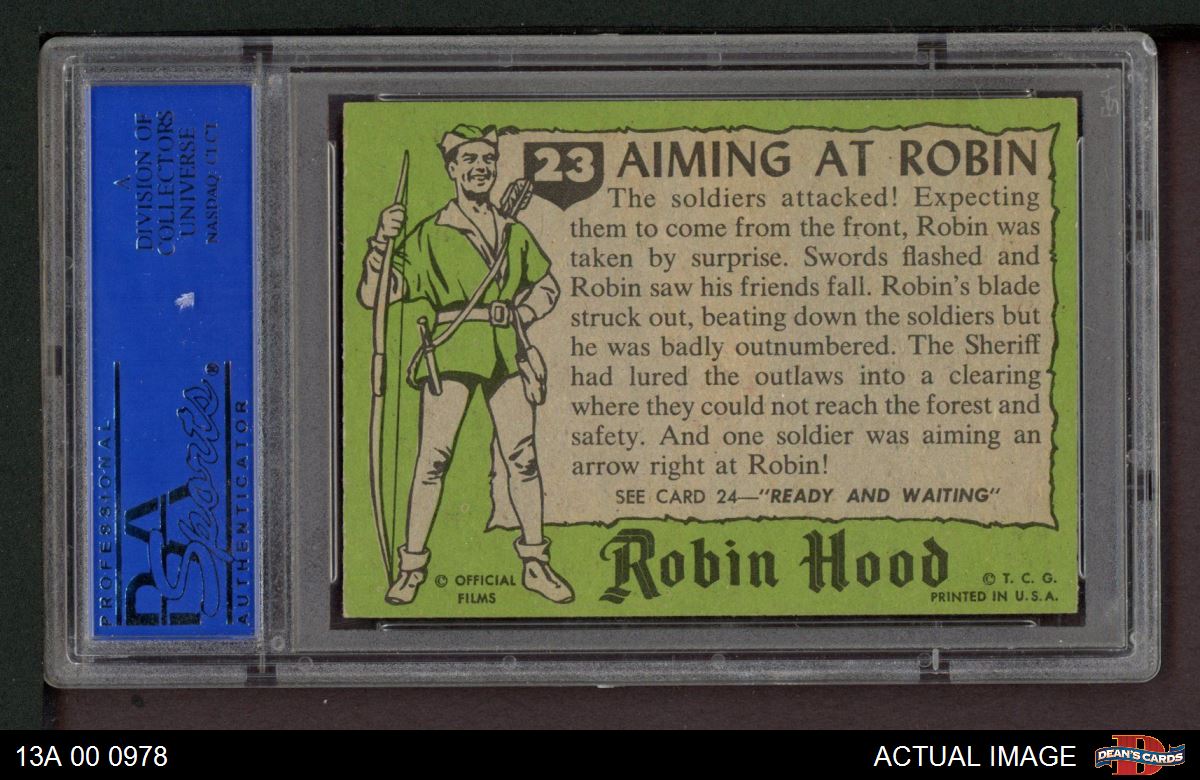 A
DIVISION OF
COLLECTORS
UNIVERSE
NASDAQ: CLCT
PROFESSIONAL
PSA
Sports®
AUTHENTICATOR
23 AIMING AT ROBIN
The soldiers attacked! Expecting
them to come from the front, Robin was
taken by surprise. Swords flashed and
Robin saw his friends fall. Robin's blade
struck out, beating down the soldiers but
he was badly outnumbered. The Sheriff
had lured the outlaws into a clearing
where they could not reach the forest and
safety. And one soldier was aiming an
arrow right at Robin!
SEE CARD 24—"READY AND WAITING"
© OFFICIAL
FILMS
Robin Hood
© T. C. G.
PRINTED IN U.S.A.
13A 00 0978
ACTUAL IMAGE
D
DEAN'S CARDS